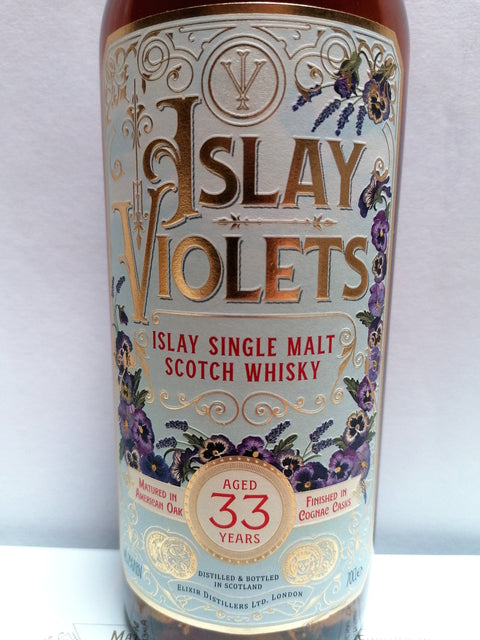 ISLAY
VIOLETS
ISLAY SINGLE MALT
SCOTCH WHISKY
MATURED IN
AMERICAN OAK
AGED
33
YEARS
FINISHED IN
COGNAC CASKS
DISTILLED & BOTTLED
IN SCOTLAND
ELIXIR DISTILLERS LTD, LONDON
70cl e